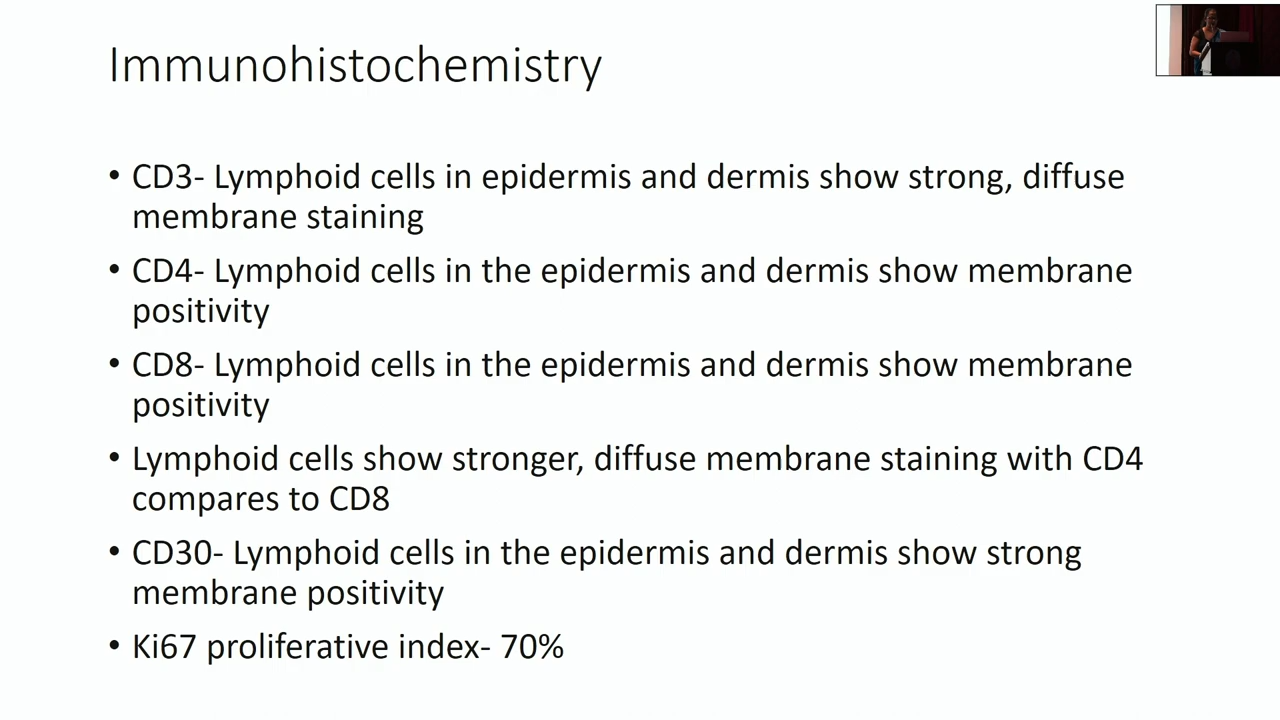 Immunohistochemistry
• CD3- Lymphoid cells in epidermis and dermis show strong, diffuse
membrane staining
• CD4- Lymphoid cells in the epidermis and dermis show membrane
positivity
• CD8- Lymphoid cells in the epidermis and dermis show membrane
positivity
• Lymphoid cells show stronger, diffuse membrane staining with CD4
compares to CD8
• CD30- Lymphoid cells in the epidermis and dermis show strong
membrane positivity
• Ki67 proliferative index- 70%